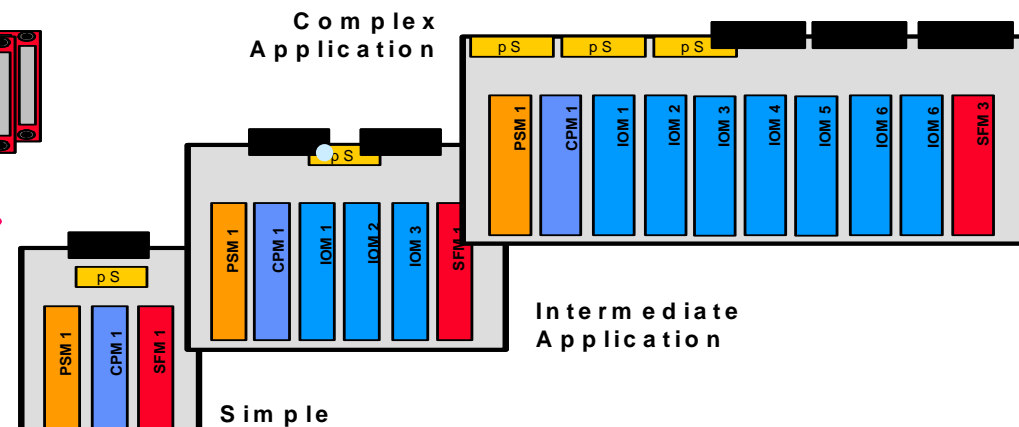 Complex
Application
pS
pS
pS
PSM 1
CPM 1
IOM 1
IOM 2
IOM 3
IOM 4
IOM 5
IOM 6
IOM 6
SFM 3
pS
PSM 1
CPM 1
IOM 1
IOM 2
IOM 3
SFM 1
Intermediate
Application
pS
PSM 1
CPM 1
SFM 1
Simple